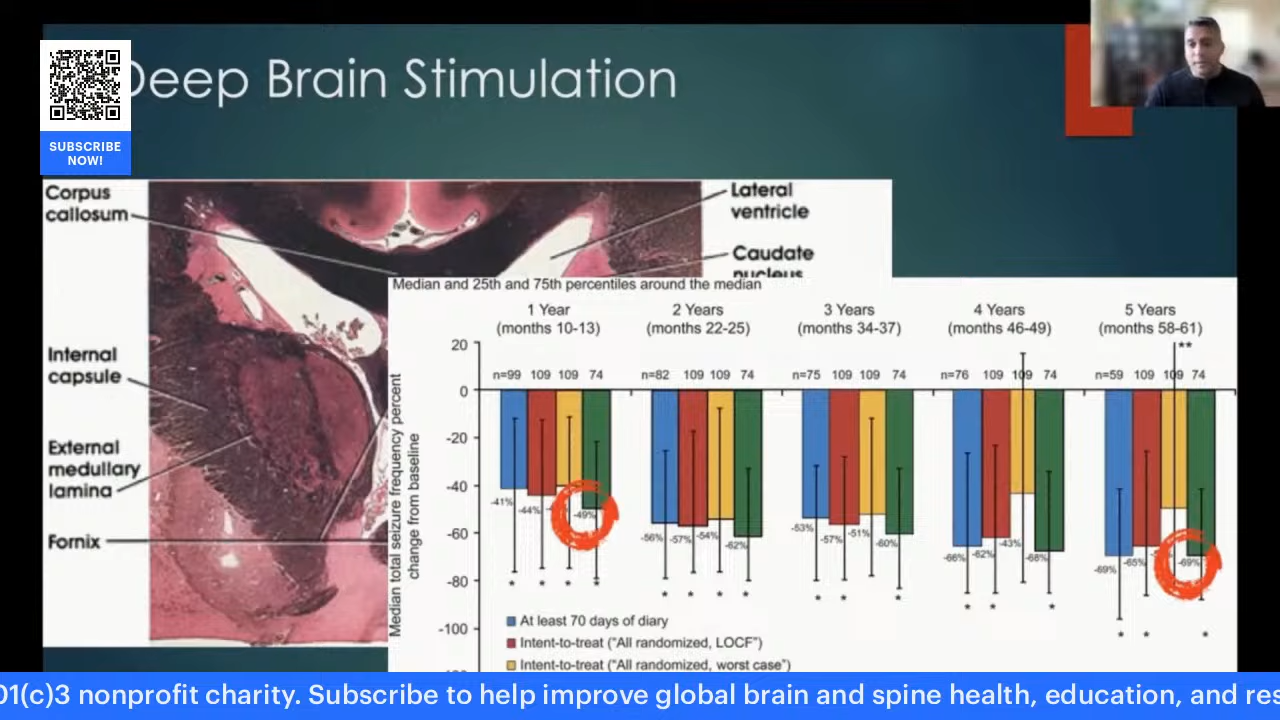 Deep Brain Stimulation
SUBSCRIBE
NOW!
Corpus
callosum
Lateral
ventricle
Caudate
nucleus
Internal
capsule
External
medullary
lamina
Fornix
Median and 25th and 75th percentiles around the median
1 Year
(months 10-13)
2 Years
(months 22-25)
3 Years
(months 34-37)
4 Years
(months 46-49)
5 Years
(months 58-61)
Median total seizure frequency percent
change from baseline
20
0
-20
-40
-60
-80
-100
**
n=99 109 109 74
n=82 109 109 74
n=75 109 109 74
n=76 109 109 74
n=59 109 109 74
-41% -44% -49%
-56% -57% -54% -62%
-53% -57% -51% -60%
-66% -62% -43% -68%
-69% -65% -69%
* * * *
* * * *
* * *
* * *
* * *
At least 70 days of diary
Intent-to-treat ("All randomized, LOCF")
Intent-to-treat ("All randomized, worst case")
01(c)3 nonprofit charity. Subscribe to help improve global brain and spine health, education, and res